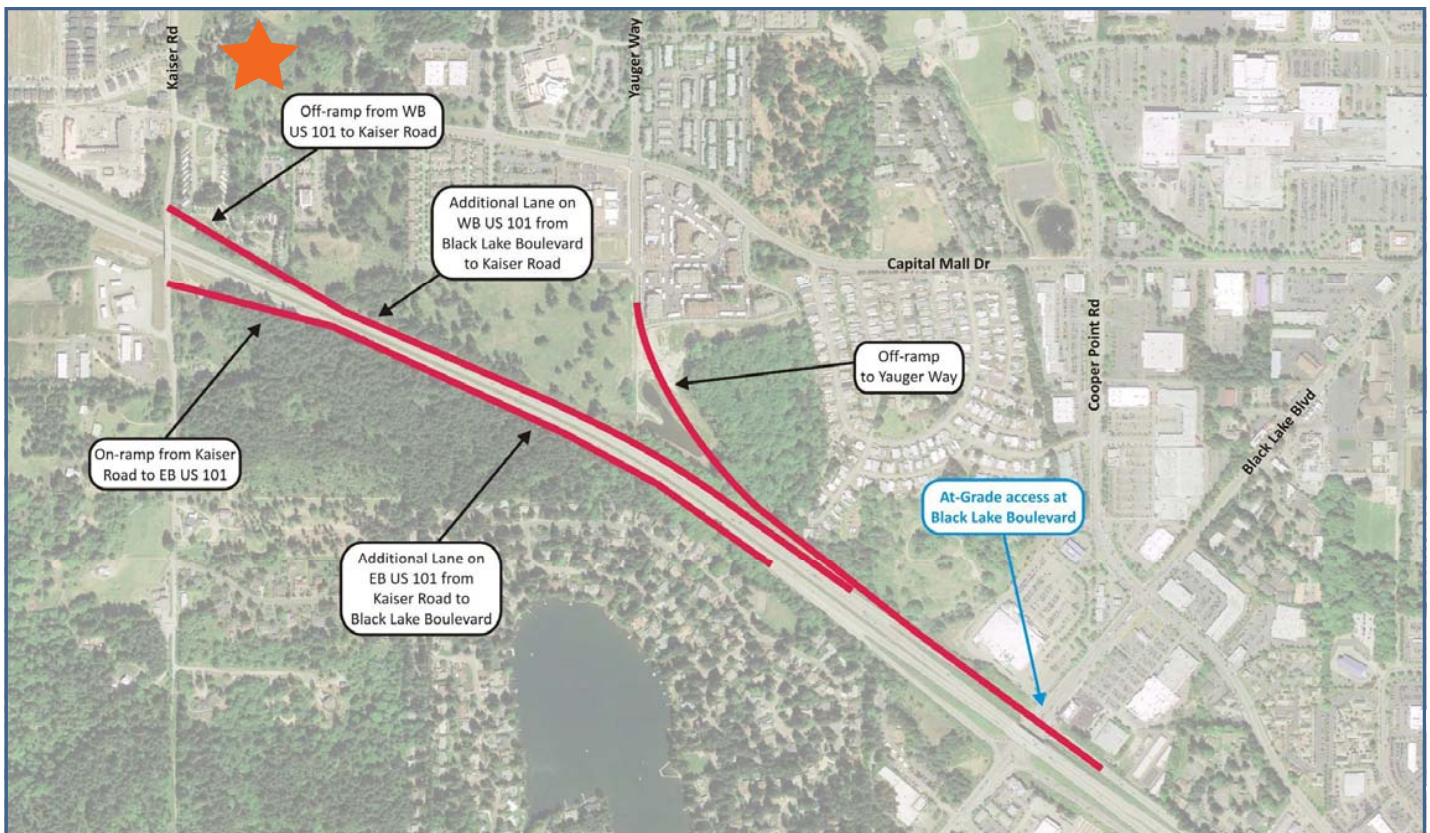 Kaiser Rd
Yauger Way
Off-ramp from WB
US 101 to Kaiser Road
Additional Lane on
WB US 101 from
Black Lake Boulevard
to Kaiser Road
Capital Mall Dr
Cooper Point Rd
Off-ramp
to Yauger Way
Black Lake Blvd
On-ramp from Kaiser
Road to EB US 101
At-Grade access at
Black Lake Boulevard
Additional Lane on
EB US 101 from
Kaiser Road to
Black Lake Boulevard